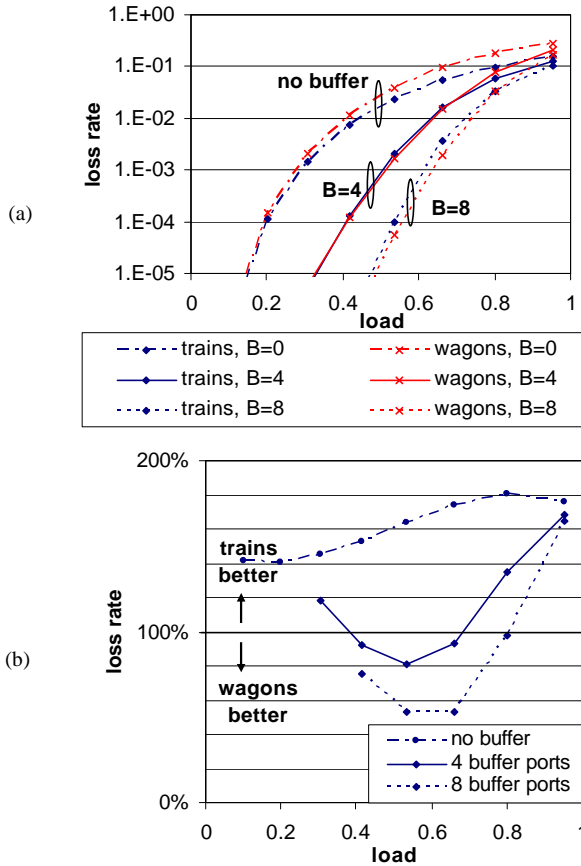 (a)
loss rate
1.E+00
1.E-01
1.E-02
1.E-03
1.E-04
1.E-05
no buffer
B=4
B=8
0 0.2 0.4 0.6 0.8 1
load
trains, B=0 wagons, B=0
trains, B=4 wagons, B=4
trains, B=8 wagons, B=8
(b)
loss rate
200%
100%
0%
trains
better
wagons
better
no buffer
4 buffer ports
8 buffer ports
0 0.2 0.4 0.6 0.8 1
load